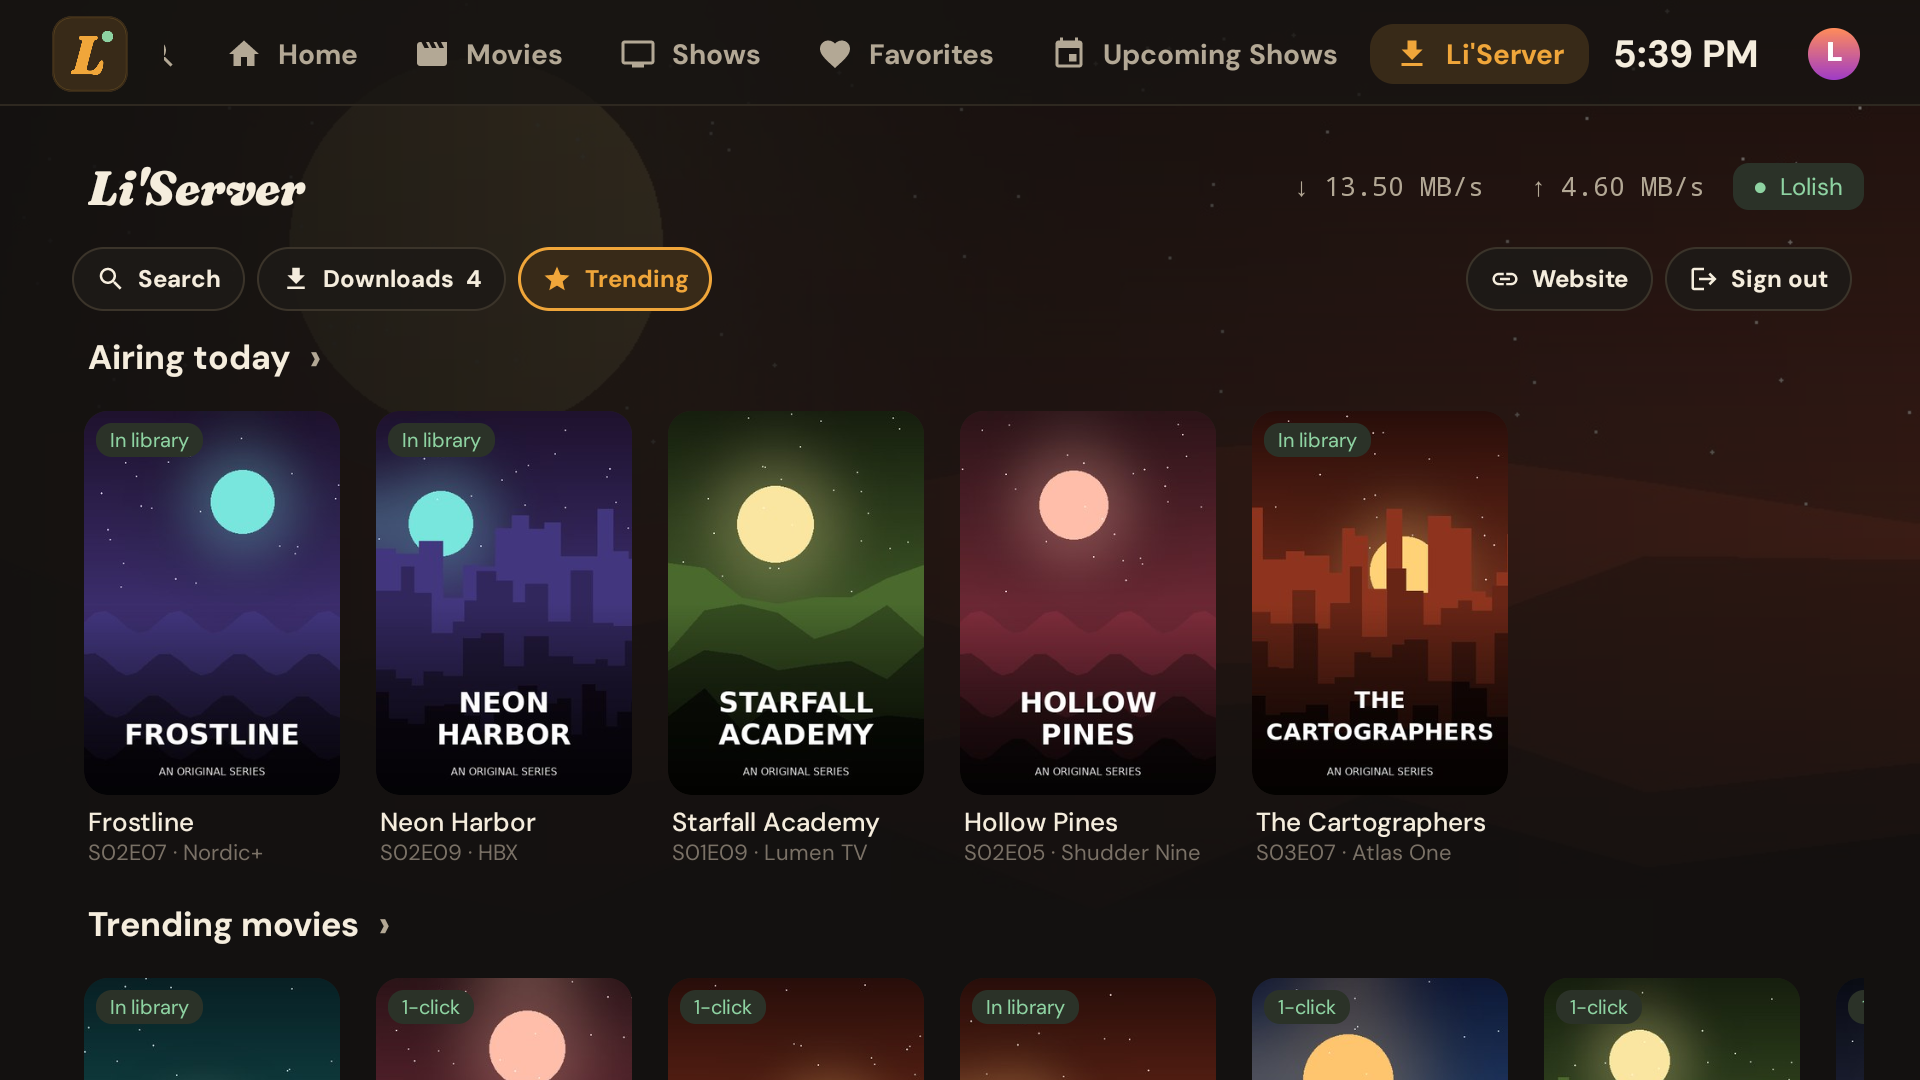 L
Home
Movies
Shows
Favorites
Upcoming Shows
Li'Server
5:39 PM
L
Li'Server
↓ 13.50 MB/s
↑ 4.60 MB/s
Lolish
Search
Downloads 4
Trending
Website
Sign out
Airing today ›
In library
In library
In library
FROSTLINE
AN ORIGINAL SERIES
NEON
HARBOR
AN ORIGINAL SERIES
STARFALL
ACADEMY
AN ORIGINAL SERIES
HOLLOW
PINES
AN ORIGINAL SERIES
THE
CARTOGRAPHERS
AN ORIGINAL SERIES
Frostline
S02E07 · Nordic+
Neon Harbor
S02E09 · HBX
Starfall Academy
S01E09 · Lumen TV
Hollow Pines
S02E05 · Shudder Nine
The Cartographers
S03E07 · Atlas One
Trending movies ›
In library
1-click
1-click
In library
1-click
1-click